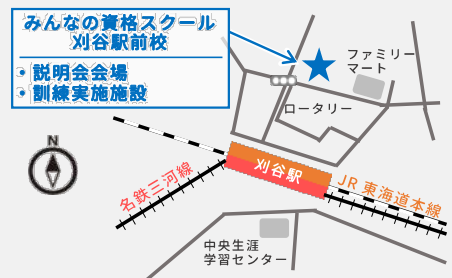 みんなの資格スクール
刈谷駅前校
• 説明会会場
• 訓練実施施設
ファミリー
マート
ロータリー
N
刈谷駅
名鉄三河線
JR 東海道本線
中央生涯
学習センター